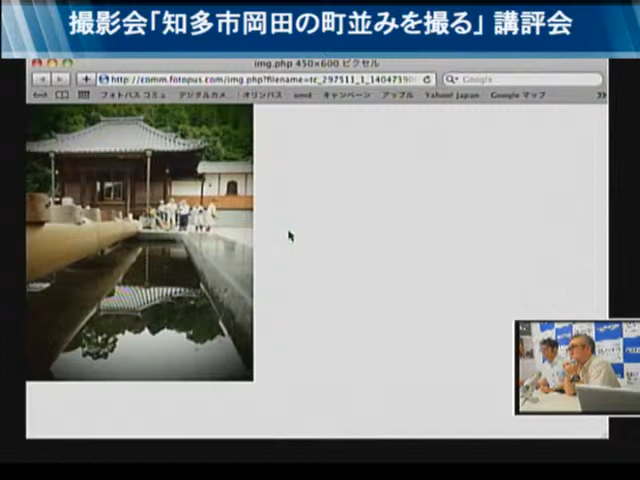 撮影会「知多市岡田の町並みを撮る」 講評会
img.php 450×600 ピクセル
http://comm.fotopus.com/img.php?filename=tc_297511_1_1404739
Google
フォトパス コミュ デジタルカメ オリンパス amd キャンペーン アップル Yahoo! Japan Google マップ